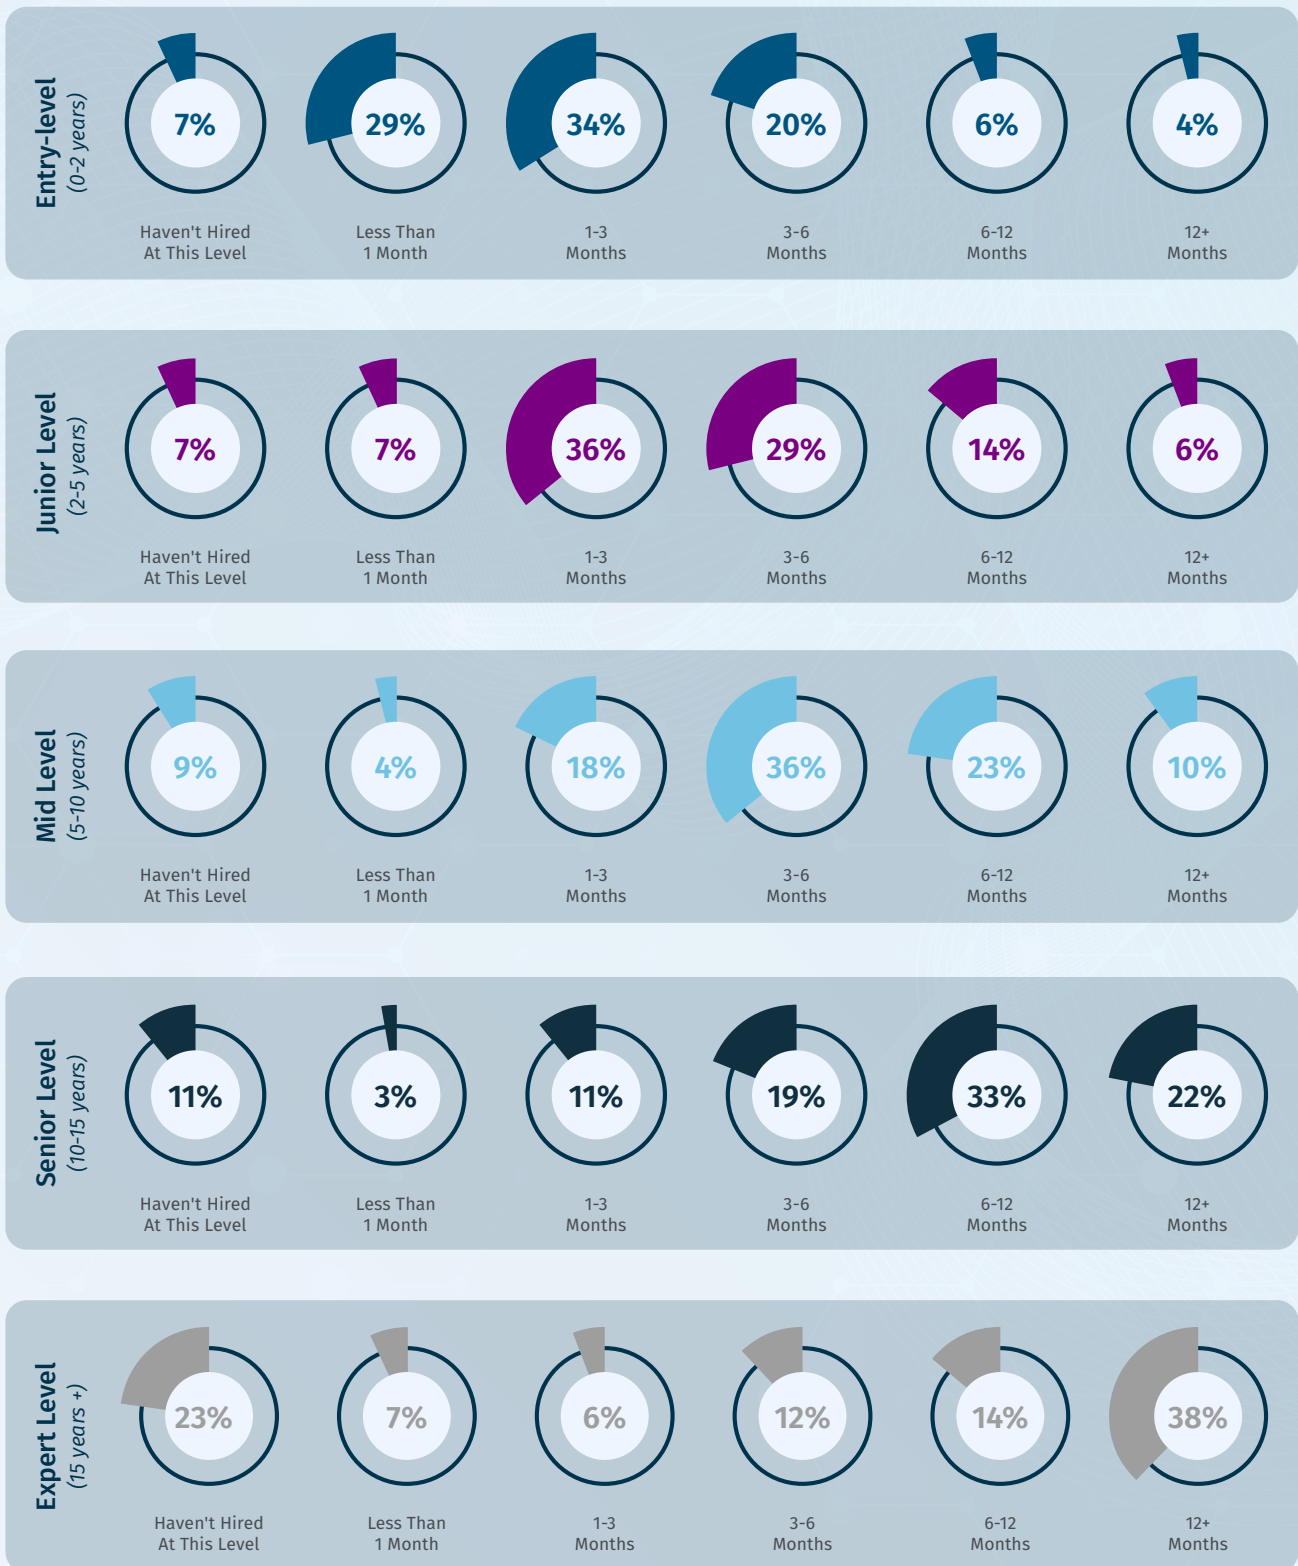 Entry-level
(0-2 years)
7%
29%
34%
20%
6%
4%
Haven't Hired
At This Level
Less Than
1 Month
1-3
Months
3-6
Months
6-12
Months
12+
Months
Junior Level
(2-5 years)
7%
7%
36%
29%
14%
6%
Haven't Hired
At This Level
Less Than
1 Month
1-3
Months
3-6
Months
6-12
Months
12+
Months
Mid Level
(5-10 years)
9%
4%
18%
36%
23%
10%
Haven't Hired
At This Level
Less Than
1 Month
1-3
Months
3-6
Months
6-12
Months
12+
Months
Senior Level
(10-15 years)
11%
3%
11%
19%
33%
22%
Haven't Hired
At This Level
Less Than
1 Month
1-3
Months
3-6
Months
6-12
Months
12+
Months
Expert Level
(15 years +)
23%
7%
6%
12%
14%
38%
Haven't Hired
At This Level
Less Than
1 Month
1-3
Months
3-6
Months
6-12
Months
12+
Months